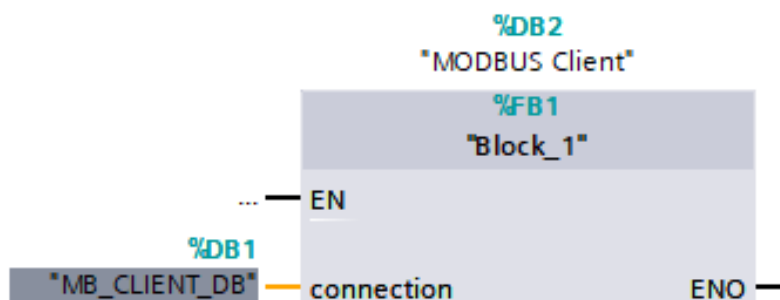 %DB2
"MODBUS Client"
%FB1
"Block_1"
... EN
%DB1
"MB_CLIENT_DB" connection ENO